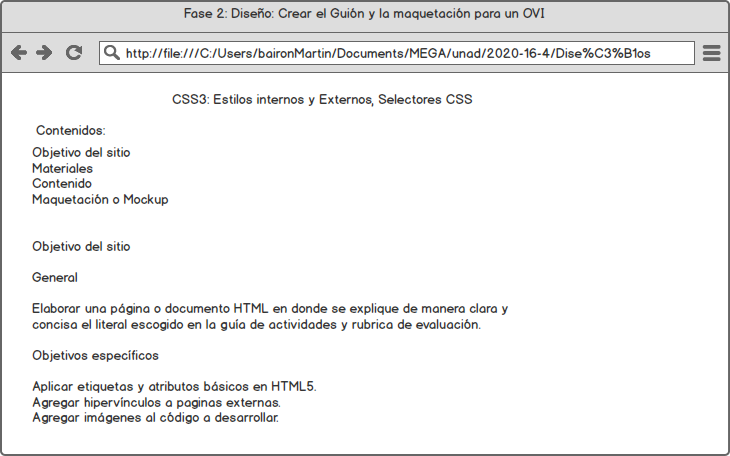 Fase 2: Diseño: Crear el Guión y la maquetación para un OVI
http://file:///C:/Users/baironMartin/Documents/MEGA/unad/2020-16-4/Dise%C3%B1os
CSS3: Estilos internos y Externos, Selectores CSS
Contenidos:
Objetivo del sitio
Materiales
Contenido
Maquetación o Mockup
Objetivo del sitio
General
Elaborar una página o documento HTML en donde se explique de manera clara y
concisa el literal escogido en la guía de actividades y rubrica de evaluación.
Objetivos específicos
Aplicar etiquetas y atributos básicos en HTML5.
Agregar hipervínculos a paginas externas.
Agregar imágenes al código a desarrollar.